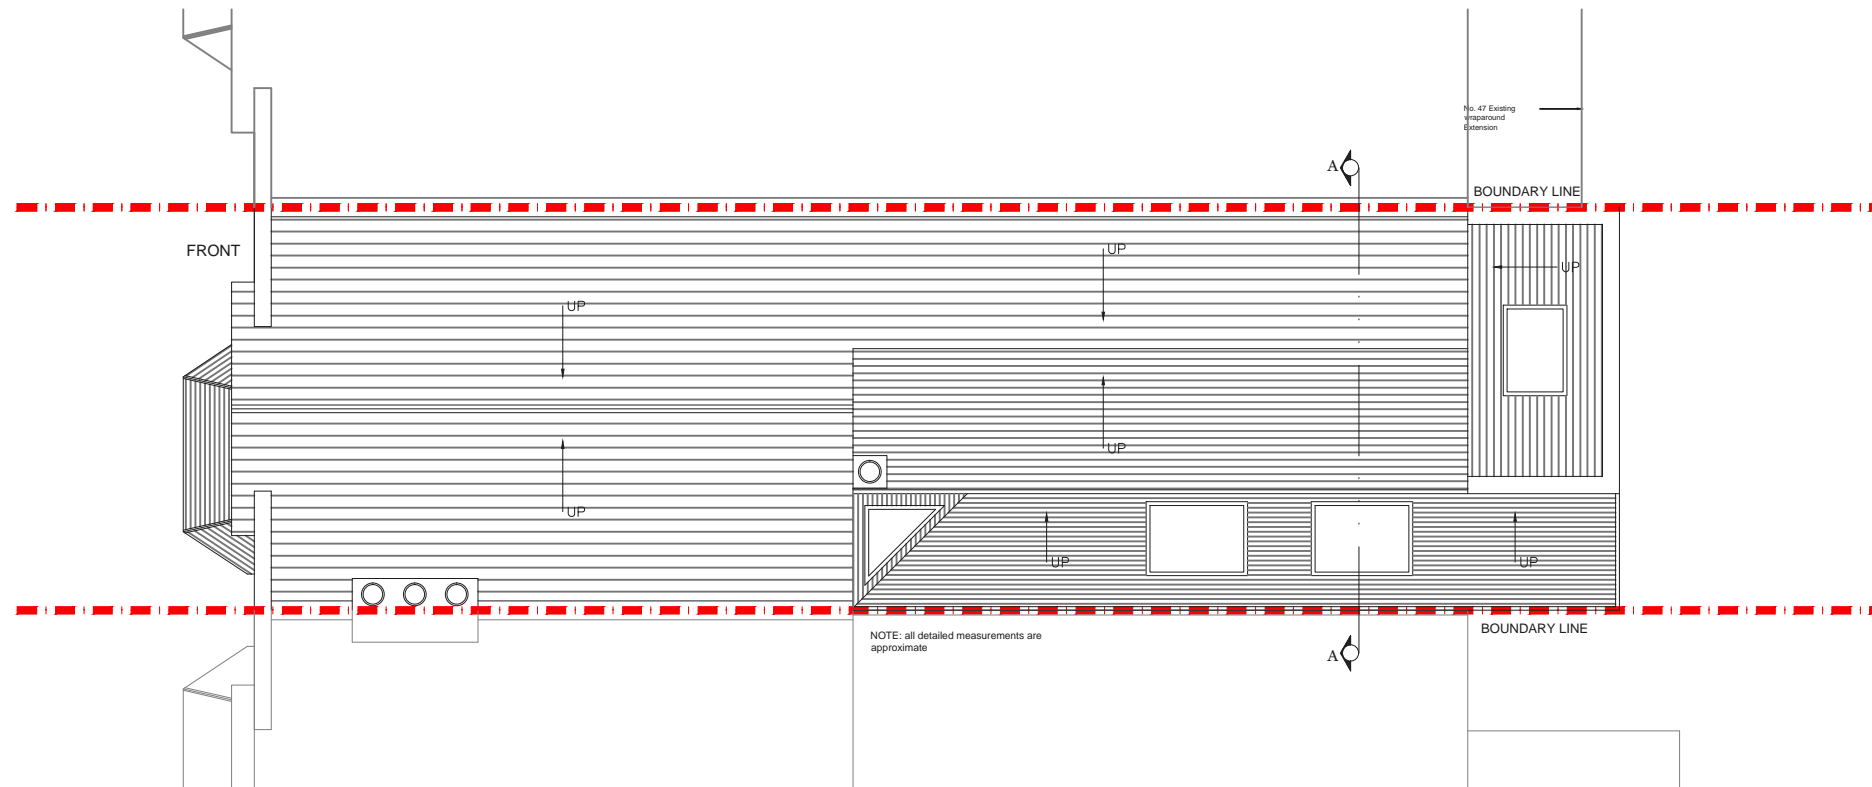 No. 47 Existing
wraparound
Extension
A
BOUNDARY LINE
FRONT
UP
UP
UP
UP
UP
UP
UP
UP
BOUNDARY LINE
NOTE: all detailed measurements are
approximate
A